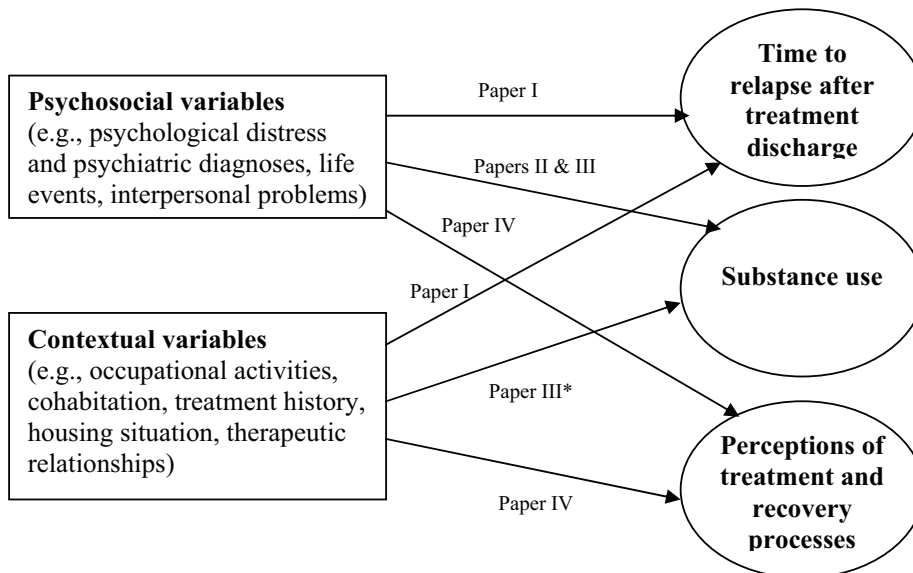 Time to
relapse after
treatment
discharge
Paper I
Psychosocial variables
(e.g., psychological distress
and psychiatric diagnoses, life
events, interpersonal problems)
Papers II & III
Paper IV
Substance use
Paper I
Contextual variables
(e.g., occupational activities,
cohabitation, treatment history,
housing situation, therapeutic
relationships)
Paper III*
Perceptions of
treatment and
recovery
processes
Paper IV